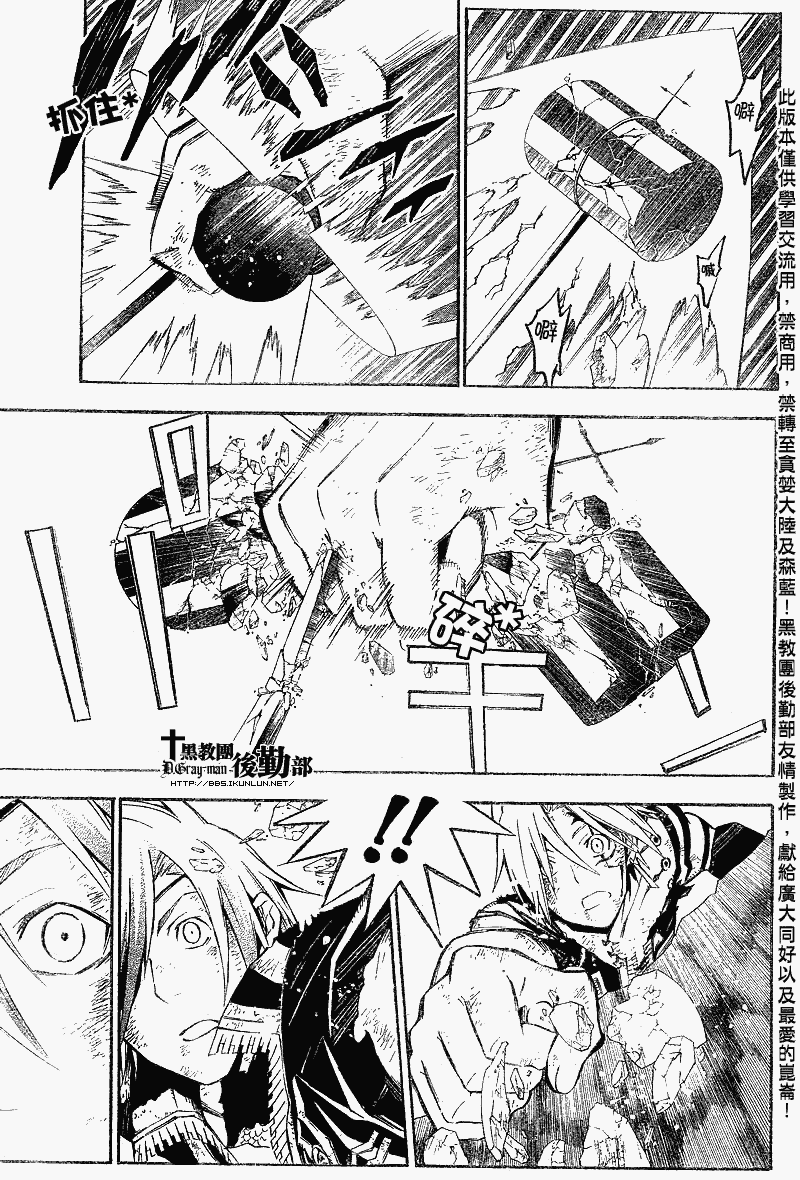 噼
喊
噼
抓住*
碎*
!!
黑教團
D.Gray-man 後勤部
HTTP://BBS.IKUNLUN.NET/
此版本僅供學習交流用，禁商用，禁轉至貪婪大陸及森藍！黑教團後勤部友情製作，獻給廣大同好以及最愛的崑崙！